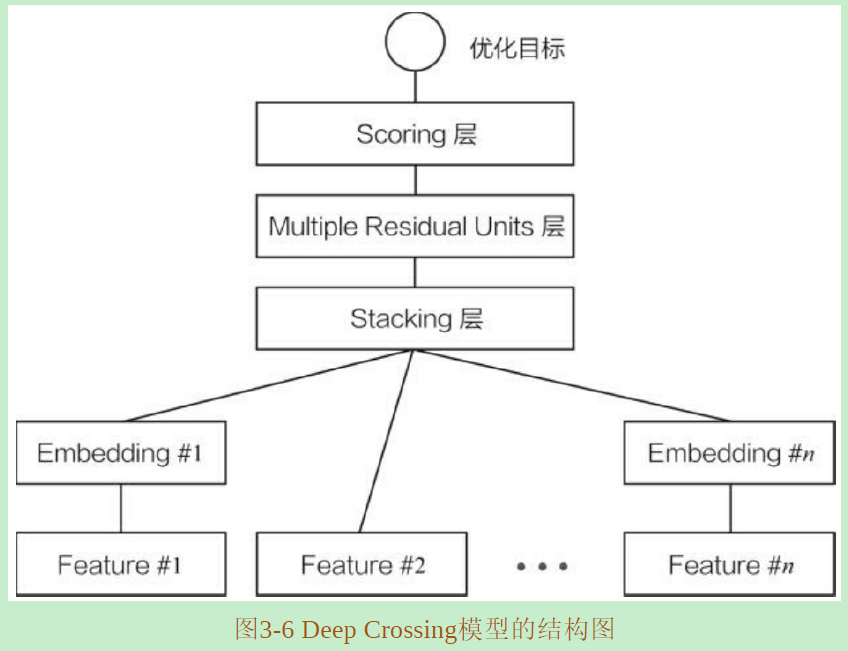 优化目标
Scoring 层
Multiple Residual Units 层
Stacking 层
Embedding #1
Embedding #n
Feature #1
Feature #2
• • •
Feature #n
图3-6 Deep Crossing模型的结构图